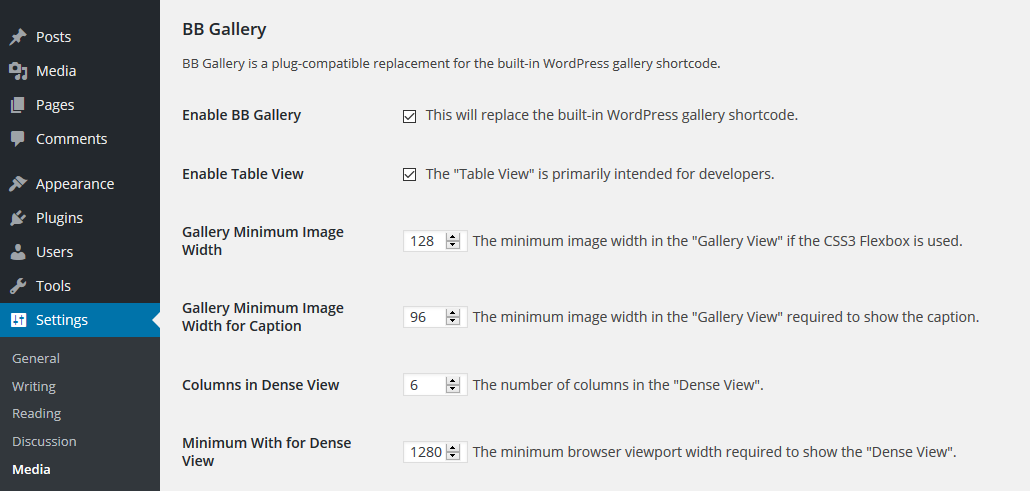 Posts
Media
Pages
Comments
Appearance
Plugins
Users
Tools
Settings
General
Writing
Reading
Discussion
Media
BB Gallery
BB Gallery is a plug-compatible replacement for the built-in WordPress gallery shortcode.
Enable BB Gallery
This will replace the built-in WordPress gallery shortcode.
Enable Table View
The "Table View" is primarily intended for developers.
Gallery Minimum Image
Width
128
The minimum image width in the "Gallery View" if the CSS3 Flexbox is used.
Gallery Minimum Image
Width for Caption
96
The minimum image width in the "Gallery View" required to show the caption.
Columns in Dense View
6
The number of columns in the "Dense View".
Minimum With for Dense
View
1280
The minimum browser viewport width required to show the "Dense View".